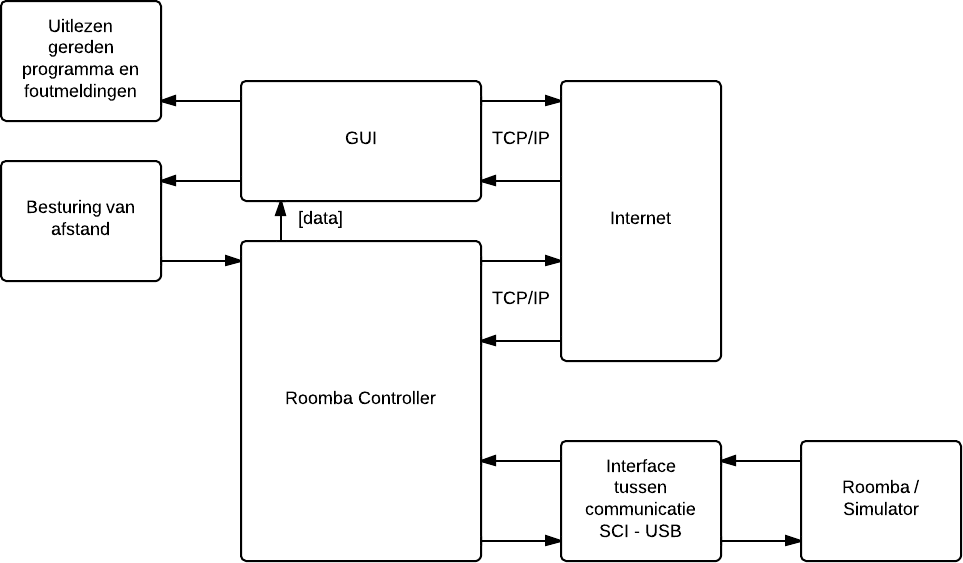 Uitlezen
gereden
programma en
foutmeldingen
GUI
TCP/IP
Besturing van
afstand
[data]
Internet
TCP/IP
Roomba Controller
Interface
tussen
communicatie
SCI - USB
Roomba /
Simulator